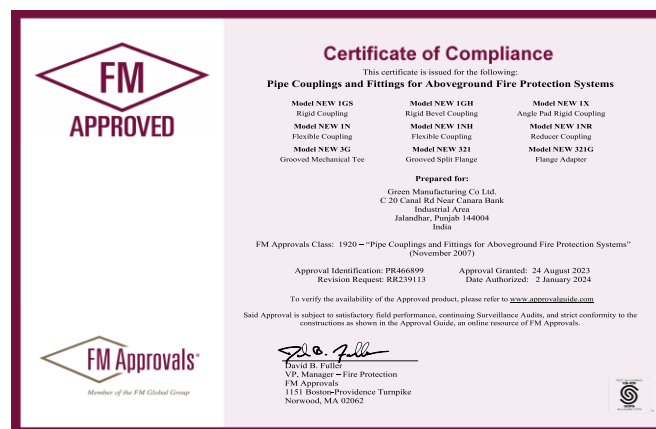 FM
APPROVED
Certificate of Compliance
This certificate is issued for the following:
Pipe Couplings and Fittings for Aboveground Fire Protection Systems
Model NEW 1GS Model NEW 1GH Model NEW 1X
Rigid Coupling Rigid Bevel Coupling Angle Pad Rigid Coupling
Model NEW 1N Model NEW 1NH Model NEW 1NR
Flexible Coupling Flexible Coupling Reducer Coupling
Model NEW 3G Model NEW 321 Model NEW 321G
Grooved Mechanical Tee Grooved Split Flange Flange Adapter
Prepared for:
Green Manufacturing Co Ltd.
C 20 Canal Rd Near Canara Bank
Industrial Area
Jalandhar, Punjab 144004
India
FM Approvals Class: 1920 – “Pipe Couplings and Fittings for Aboveground Fire Protection Systems”
(November 2007)
Approval Identification: PR466899 Approval Granted: 24 August 2023
Revision Request: RR239113 Date Authorized: 2 January 2024
To verify the availability of the Approved product, please refer to www.approvalguide.com
Said Approval is subject to satisfactory field performance, continuing Surveillance Audits, and strict conformity to the
constructions as shown in the Approval Guide, an online resource of FM Approvals.
David B. Fuller
VP, Manager – Fire Protection
FM Approvals
1151 Boston-Providence Turnpike
Norwood, MA 02062
FM Approvals
Member of the FM Global Group